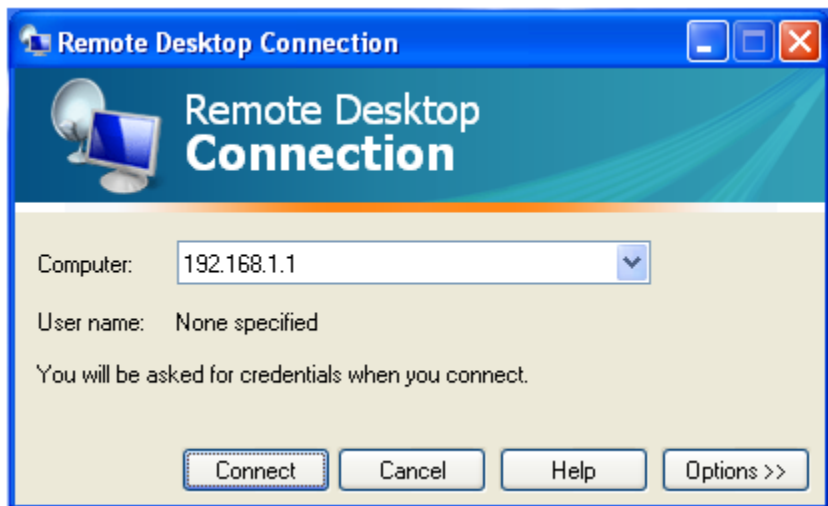 Remote Desktop Connection
Remote Desktop
Connection
Computer: 192.168.1.1
User name: None specified
You will be asked for credentials when you connect.
Connect Cancel Help Options >>